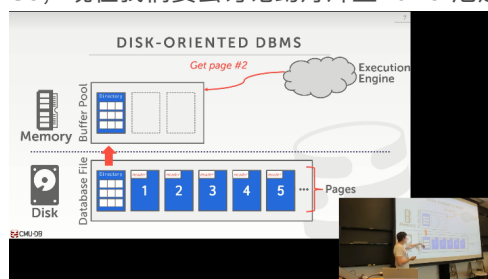 DISK-ORIENTED DBMS
Get page #2
Execution
Engine
Directory
Buffer Pool
Memory
Directory
Database File
1
2
3
4
5
...
Pages
Disk
CMU-DB